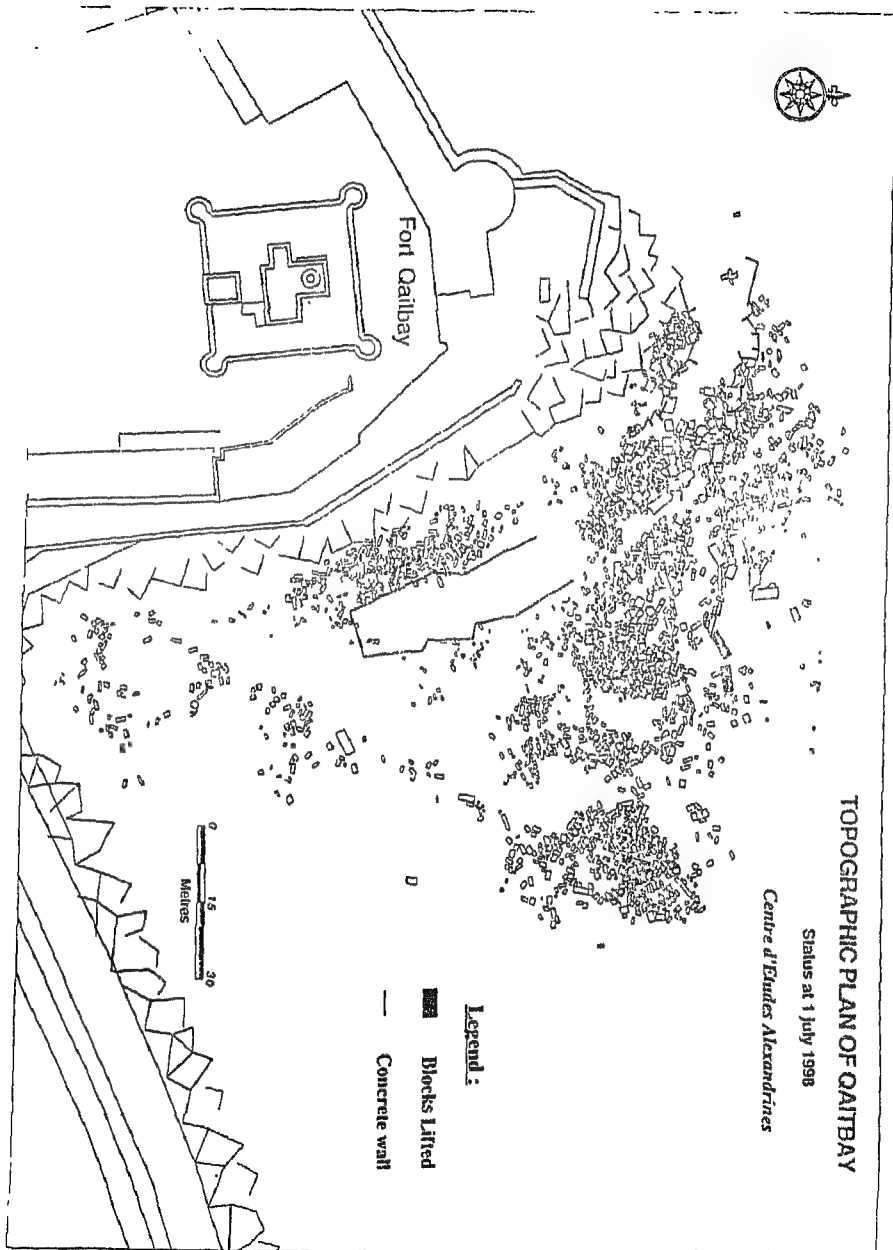 TOPOGRAPHIC PLAN OF QAITBAY
Status at 1 july 1998
Centre d'Etudes Alexandrines
Fort Qaitbay
0 15 30
Metres
Legend :
Blocks Lifted
Concrete wall